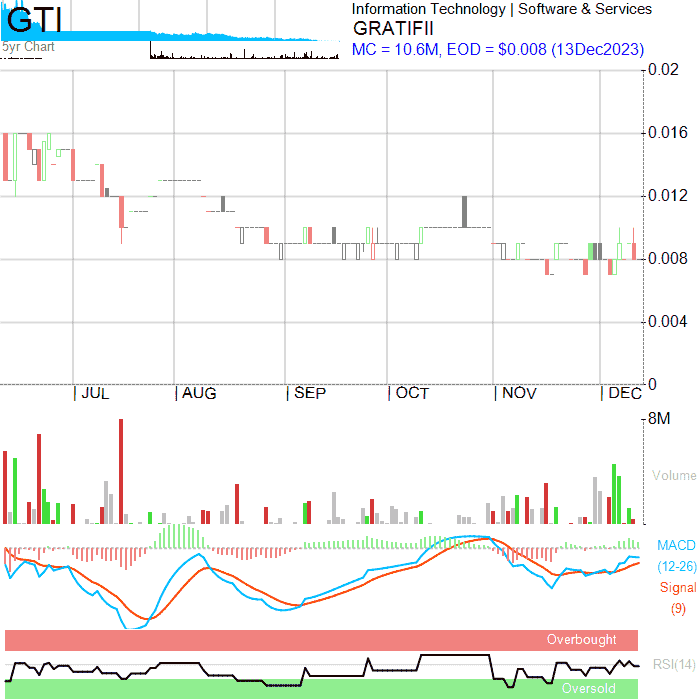 GTI
5yr Chart
Information Technology | Software & Services
GRATIFII
MC = 10.6M, EOD = $0.008 (13Dec2023)
0.02
0.016
0.012
0.008
0.004
0
JUL
AUG
SEP
OCT
NOV
DEC
8M
Volume
MACD
(12-26)
Signal
(9)
Overbought
RSI(14)
Oversold